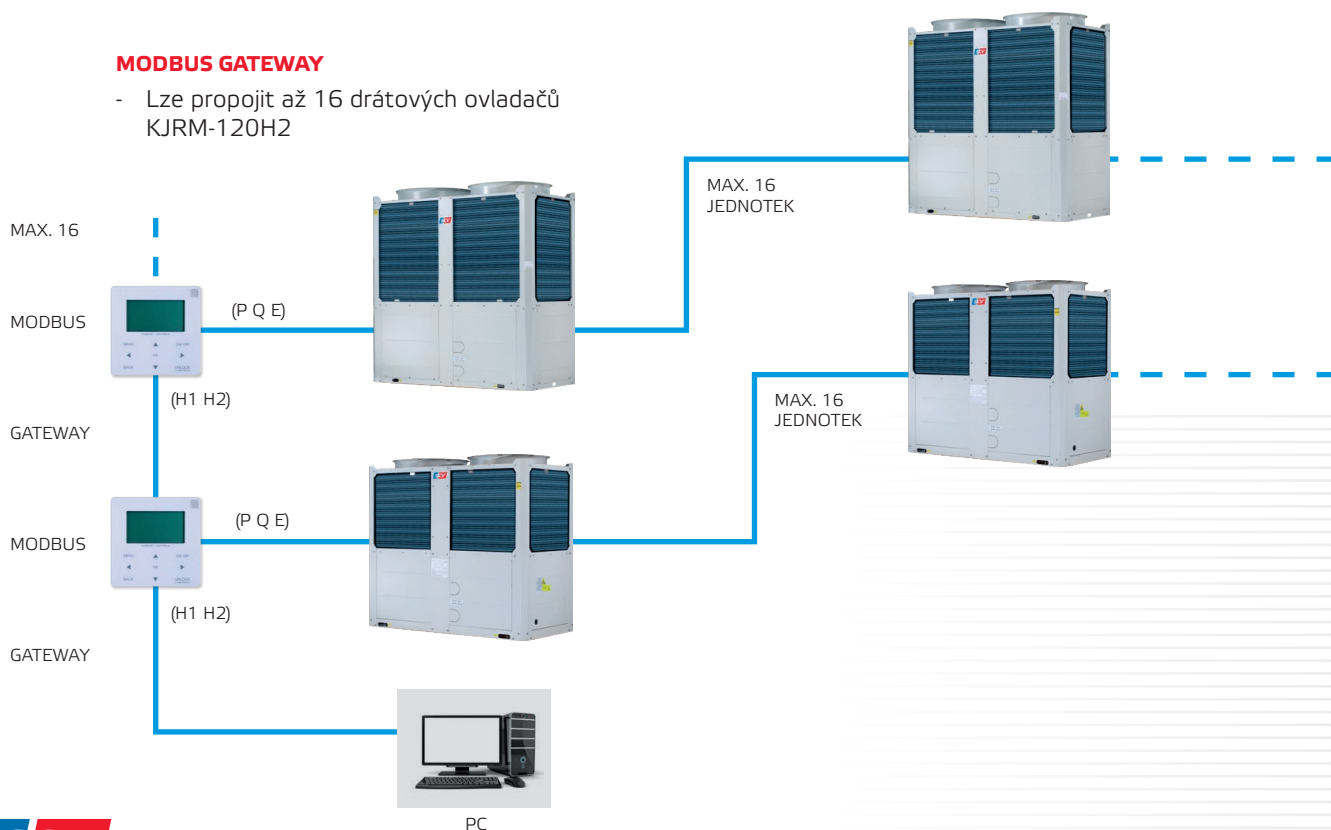 MODBUS GATEWAY
- Lze propojit až 16 drátových ovladačů
KJRM-120H2
MAX. 16
JEDNOTEK
MAX. 16
(P Q E)
MODBUS
(H1 H2)
MAX. 16
JEDNOTEK
GATEWAY
(P Q E)
MODBUS
(H1 H2)
GATEWAY
PC